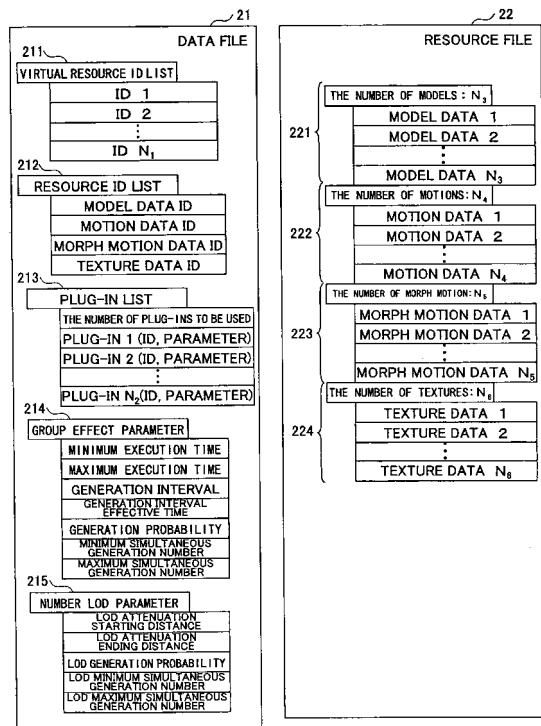 21
DATA FILE
211
VIRTUAL RESOURCE ID LIST
ID 1
ID 2
⋮
ID N1
212
RESOURCE ID LIST
MODEL DATA ID
MOTION DATA ID
MORPH MOTION DATA ID
TEXTURE DATA ID
213
PLUG-IN LIST
THE NUMBER OF PLUG-INS TO BE USED
PLUG-IN 1 (ID, PARAMETER)
PLUG-IN 2 (ID, PARAMETER)
⋮
PLUG-IN N2(ID, PARAMETER)
214
GROUP EFFECT PARAMETER
MINIMUM EXECUTION TIME
MAXIMUM EXECUTION TIME
GENERATION INTERVAL
GENERATION INTERVAL
EFFECTIVE TIME
GENERATION PROBABILITY
MINIMUM SIMULTANEOUS
GENERATION NUMBER
MAXIMUM SIMULTANEOUS
GENERATION NUMBER
215
NUMBER LOD PARAMETER
LOD ATTENUATION
STARTING DISTANCE
LOD ATTENUATION
ENDING DISTANCE
LOD GENERATION PROBABILITY
LOD MINIMUM SIMULTANEOUS
GENERATION NUMBER
LOD MAXIMUM SIMULTANEOUS
GENERATION NUMBER
22
RESOURCE FILE
221
THE NUMBER OF MODELS : N3
MODEL DATA 1
MODEL DATA 2
⋮
MODEL DATA N3
222
THE NUMBER OF MOTIONS: N4
MOTION DATA 1
MOTION DATA 2
⋮
MOTION DATA N4
223
THE NUMBER OF MORPH MOTION: N5
MORPH MOTION DATA 1
MORPH MOTION DATA 2
⋮
MORPH MOTION DATA N5
224
THE NUMBER OF TEXTURES: N6
TEXTURE DATA 1
TEXTURE DATA 2
⋮
TEXTURE DATA N6